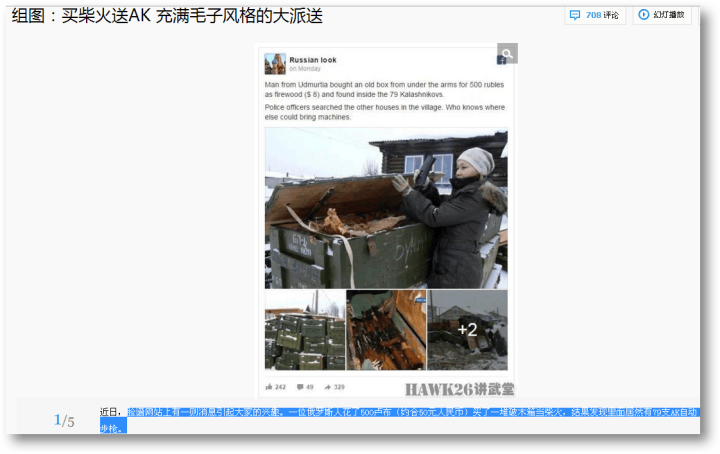 组图：买柴火送AK 充满毛子风格的大派送
708 评论
幻灯播放
Russian look
on Monday
Man from Udmurtia bought an old box from under the arms for 500 rubles
as firewood ($ 8) and found inside the 79 Kalashnikovs.
Police officers searched the other houses in the village. Who knows where
else could bring machines.
+2
242
49
329
HAWK26讲武堂
1/5
近日，脸谱网站上有一则消息引起大家的兴趣。一位俄罗斯人花了500卢布（约合50元人民币）买了一堆破木箱当柴火，结果发现里面居然有79支AK自动
步枪。